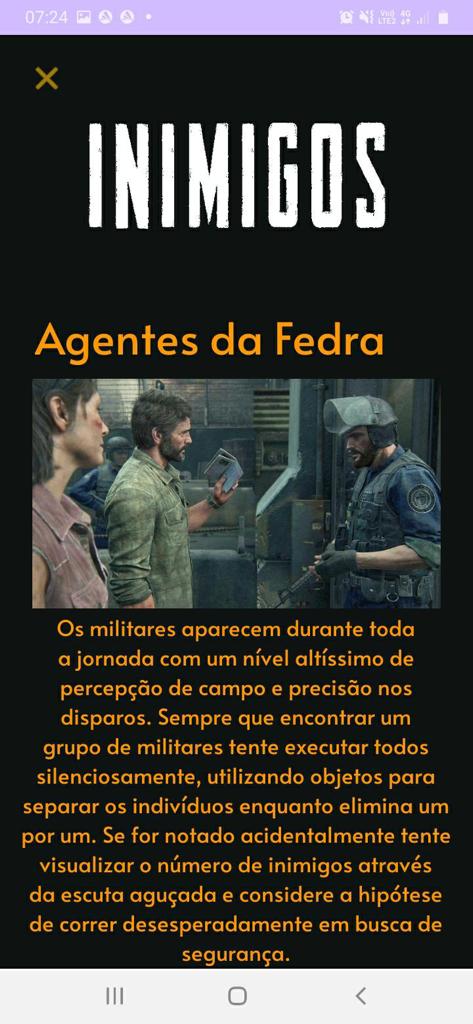 07:24
Vo))
LTE2
4G
INIMIGOS
Agentes da Fedra
Os militares aparecem durante toda
a jornada com um nível altíssimo de
percepção de campo e precisão nos
disparos. Sempre que encontrar um
grupo de militares tente executar todos
silenciosamente, utilizando objetos para
separar os indivíduos enquanto elimina um
por um. Se for notado acidentalmente tente
visualizar o número de inimigos através
da escuta aguçada e considere a hipótese
de correr desesperadamente em busca de
segurança.